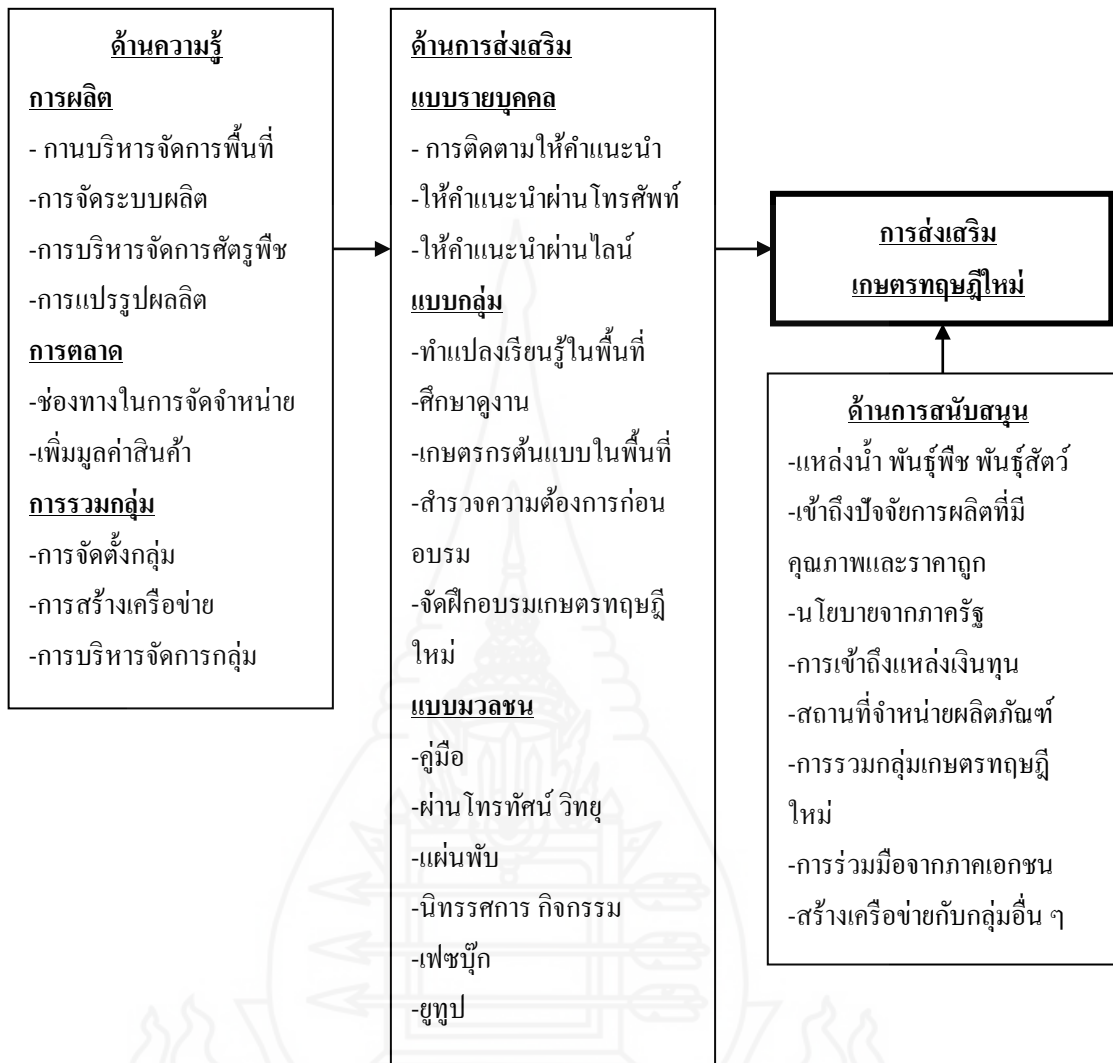 ด้านความรู้
การผลิต
- กานบริหารจัดการพื้นที่
-การจัดระบบผลิต
-การบริหารจัดการศัตรูพืช
-การแปรรูปผลลิต
การตลาด
-ช่องทางในการจัดจำหน่าย
-เพิ่มมูลค่าสินค้า
การรวมกลุ่ม
-การจัดตั้งกลุ่ม
-การสร้างเครือข่าย
-การบริหารจัดการกลุ่ม
ด้านการส่งเสริม
แบบรายบุคคล
- การติดตามให้คำแนะนำ
-ให้คำแนะนำผ่านโทรศัพท์
-ให้คำแนะนำผ่านไลน์
แบบกลุ่ม
-ทำแปลงเรียนรู้ในพื้นที่
-ศึกษาดูงาน
-เกษตรกรต้นแบบในพื้นที่
-สำรวจความต้องการก่อน
อบรม
-จัดฝึกอบรมเกษตรทฤษฎี
ใหม่
แบบมวลชน
-คู่มือ
-ผ่านโทรทัศน์ วิทยุ
-แผ่นพับ
-นิทรรศการ กิจกรรม
-เฟซบุ๊ก
-ยูทูป
การส่งเสริม
เกษตรทฤษฎีใหม่
ด้านการสนับสนุน
-แหล่งน้ำ พันธุ์พืช พันธุ์สัตว์
-เข้าถึงปัจจัยการผลิตที่มี
คุณภาพและราคาถูก
-นโยบายจากภาครัฐ
-การเข้าถึงแหล่งเงินทุน
-สถานที่จำหน่ายผลิตภัณฑ์
-การรวมกลุ่มเกษตรทฤษฎี
ใหม่
-การร่วมมือจากภาคเอกชน
-สร้างเครือข่ายกับกลุ่มอื่น ๆ